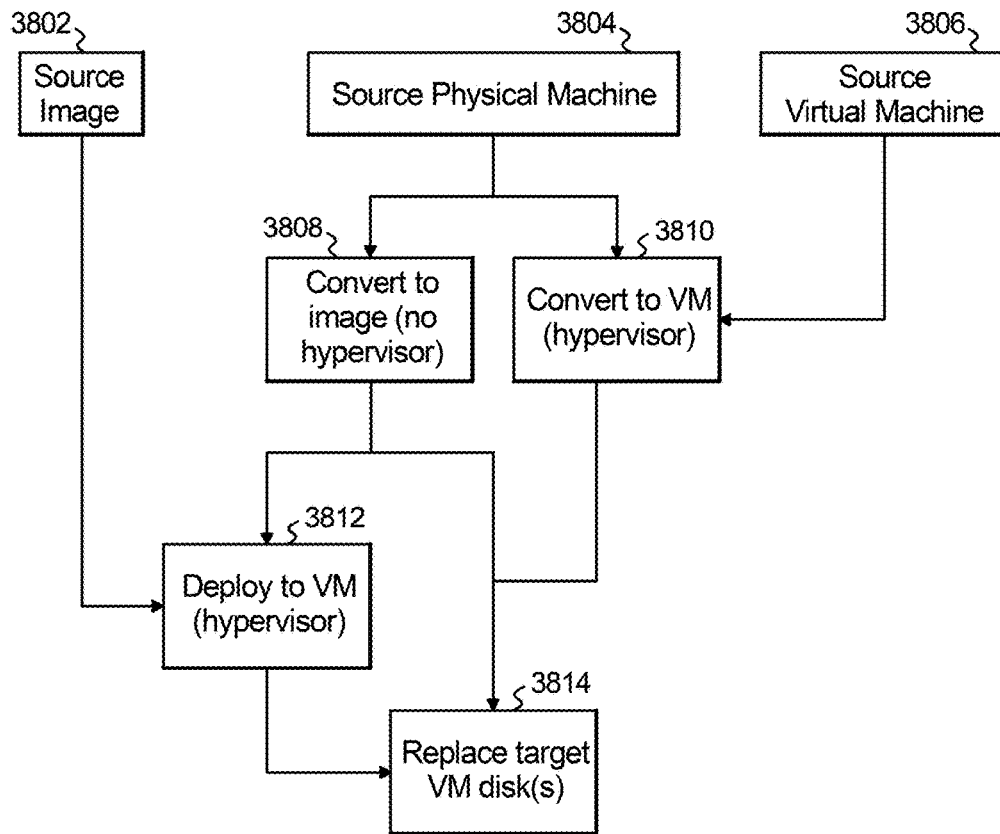 3802
3804
3806
Source
Image
Source Physical Machine
Source
Virtual Machine
3808
3810
Convert to
image (no
hypervisor)
Convert to VM
(hypervisor)
3812
Deploy to VM
(hypervisor)
3814
Replace target
VM disk(s)